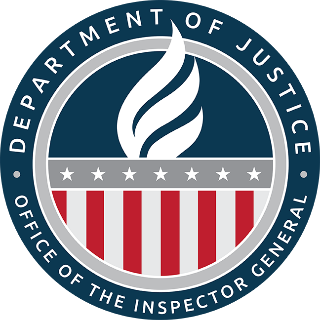 DEPARTMENT OF JUSTICE
OFFICE OF THE INSPECTOR GENERAL